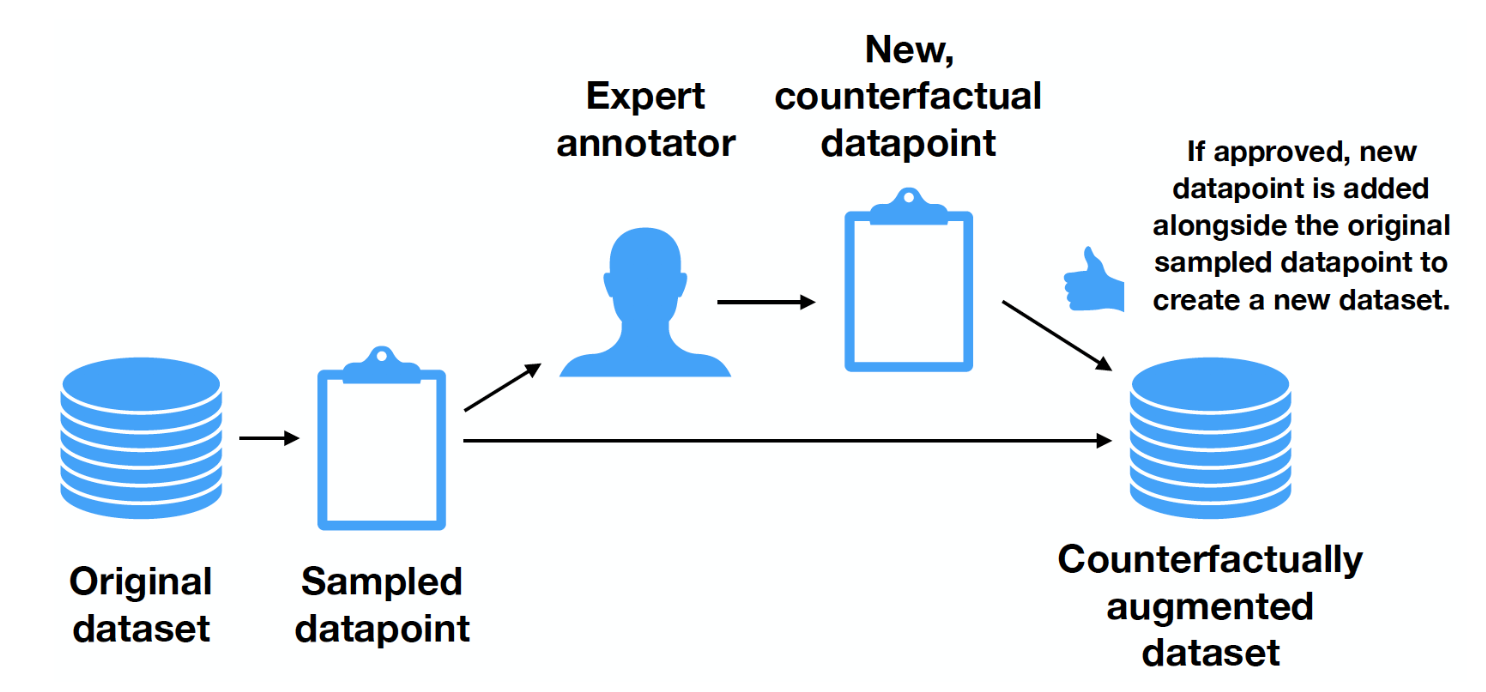 Original
dataset
Sampled
datapoint
Expert
annotator
New,
counterfactual
datapoint
If approved, new
datapoint is added
alongside the original
sampled datapoint to
create a new dataset.
Counterfactually
augmented
dataset